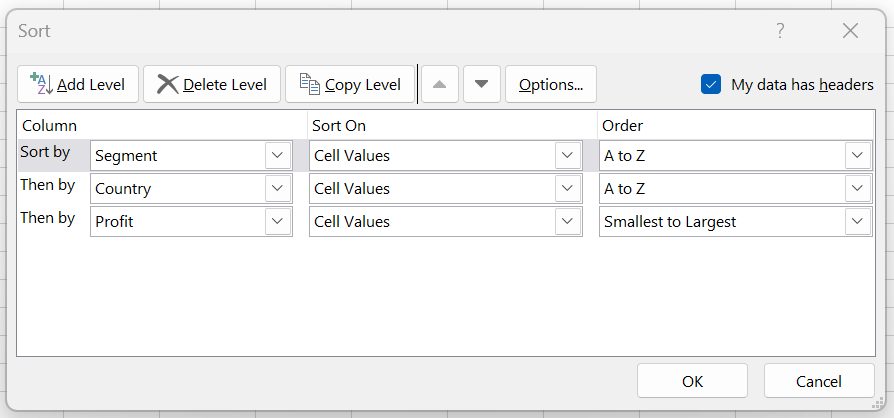 Sort ?
Add Level Delete Level Copy Level Options... My data has headers
Column Sort On Order
Sort by Segment Cell Values A to Z
Then by Country Cell Values A to Z
Then by Profit Cell Values Smallest to Largest
OK Cancel